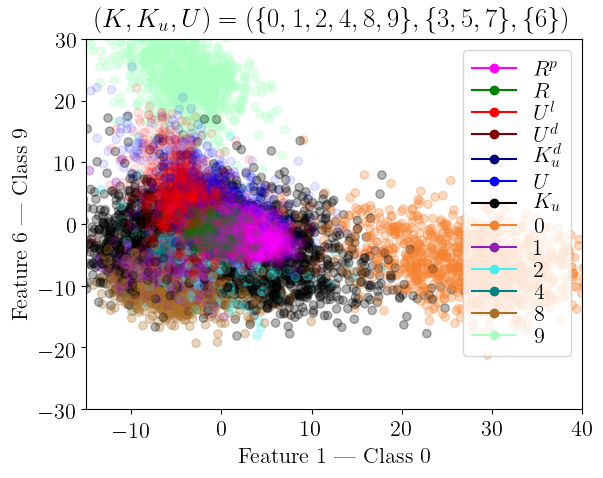 (K, K_u, U) = ({0, 1, 2, 4, 8, 9}, {3, 5, 7}, {6})
30
20
10
0
−10
−20
−30
Feature 6 — Class 9
R^p
R
U^l
U^d
K_u^d
U
K_u
0
1
2
4
8
9
−10
0
10
20
30
40
Feature 1 — Class 0